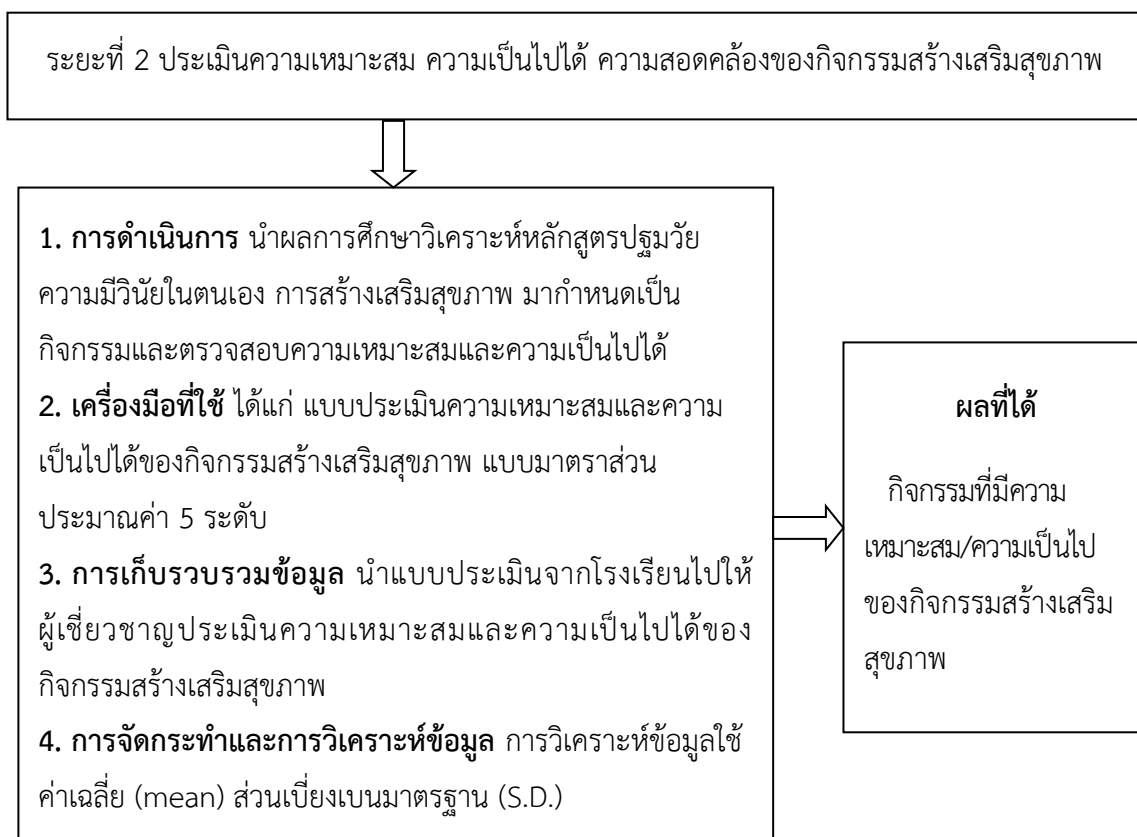 ระยะที่ 2 ประเมินความเหมาะสม ความเป็นไปได้ ความสอดคล้องของกิจกรรมสร้างเสริมสุขภาพ
1. การดำเนินการ นำผลการศึกษาวิเคราะห์หลักสูตรปฐมวัย
ความมีวินัยในตนเอง การสร้างเสริมสุขภาพ มากำหนดเป็น
กิจกรรมและตรวจสอบความเหมาะสมและความเป็นไปได้
2. เครื่องมือที่ใช้ ได้แก่ แบบประเมินความเหมาะสมและความ
เป็นไปได้ของกิจกรรมสร้างเสริมสุขภาพ แบบมาตราส่วน
ประมาณค่า 5 ระดับ
3. การเก็บรวบรวมข้อมูล นำแบบประเมินจากโรงเรียนไปให้
ผู้เชี่ยวชาญประเมินความเหมาะสมและความเป็นไปได้ของ
กิจกรรมสร้างเสริมสุขภาพ
4. การจัดกระทำและการวิเคราะห์ข้อมูล การวิเคราะห์ข้อมูลใช้
ค่าเฉลี่ย (mean) ส่วนเบี่ยงเบนมาตรฐาน (S.D.)
ผลที่ได้
กิจกรรมที่มีความ
เหมาะสม/ความเป็นไป
ของกิจกรรมสร้างเสริม
สุขภาพ